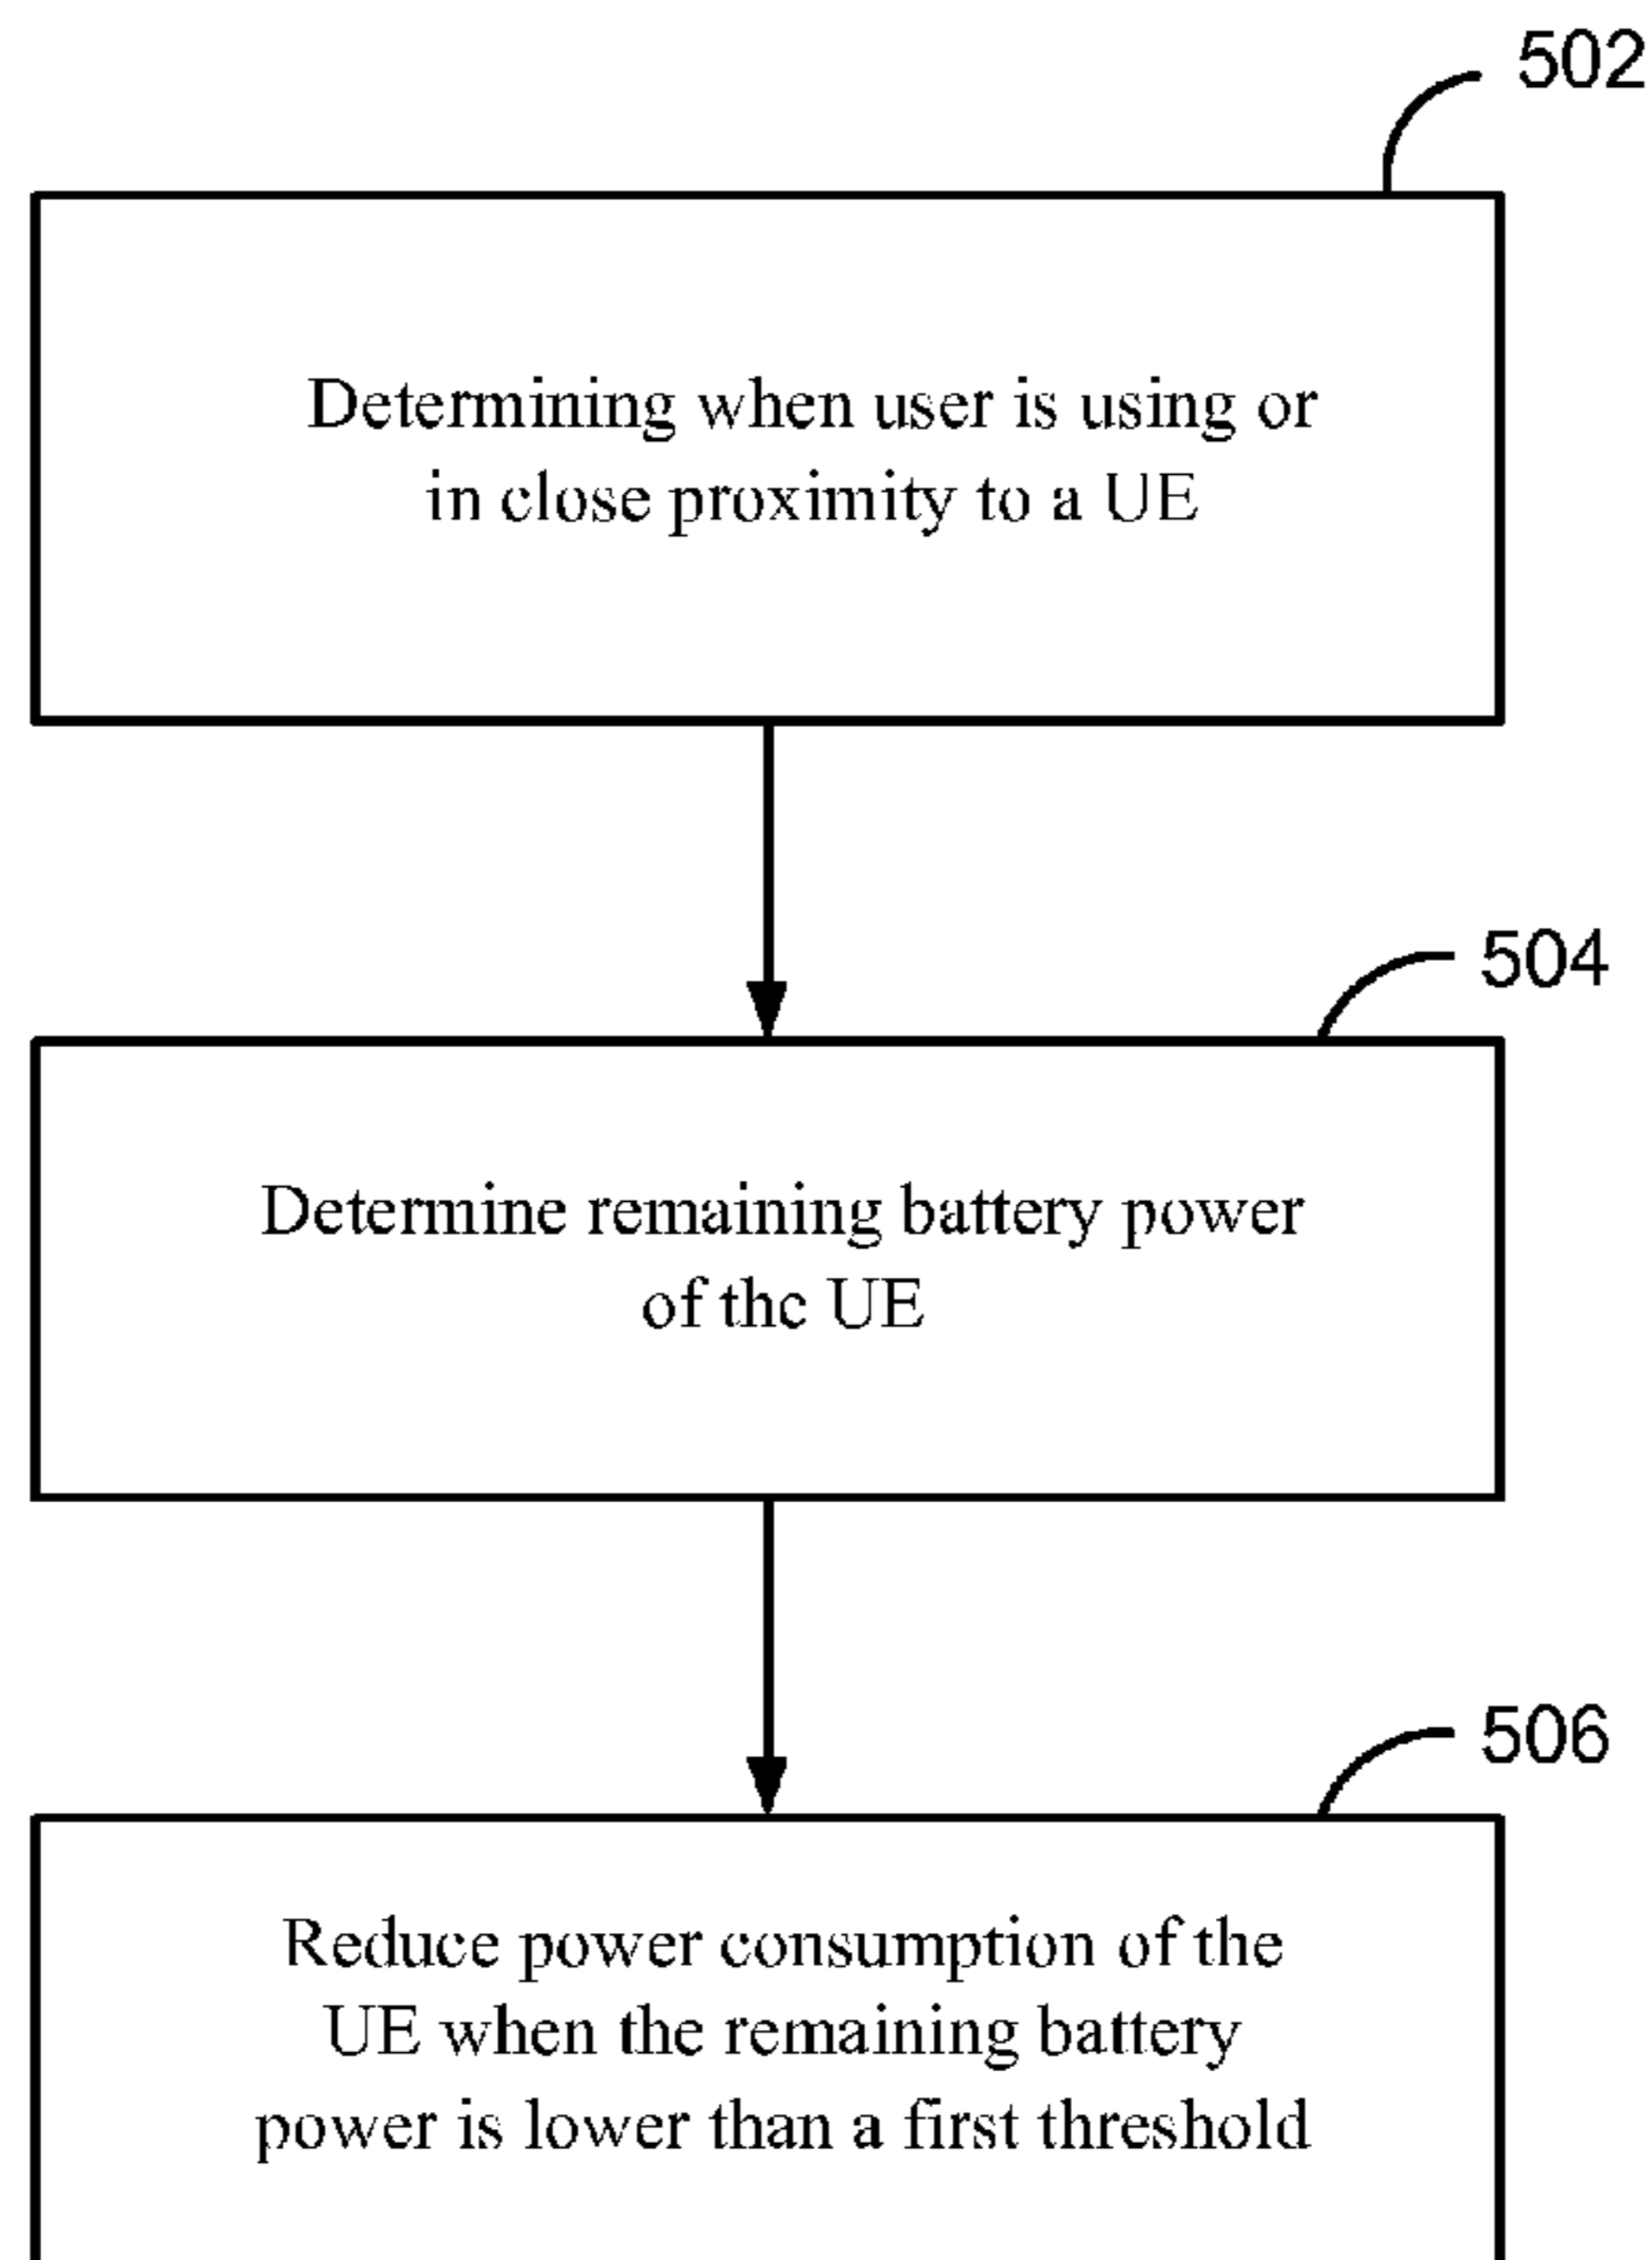 502
Determining when user is using or
in close proximity to a UE
504
Determine remaining battery power
of the UE
506
Reduce power consumption of the
UE when the remaining battery
power is lower than a first threshold